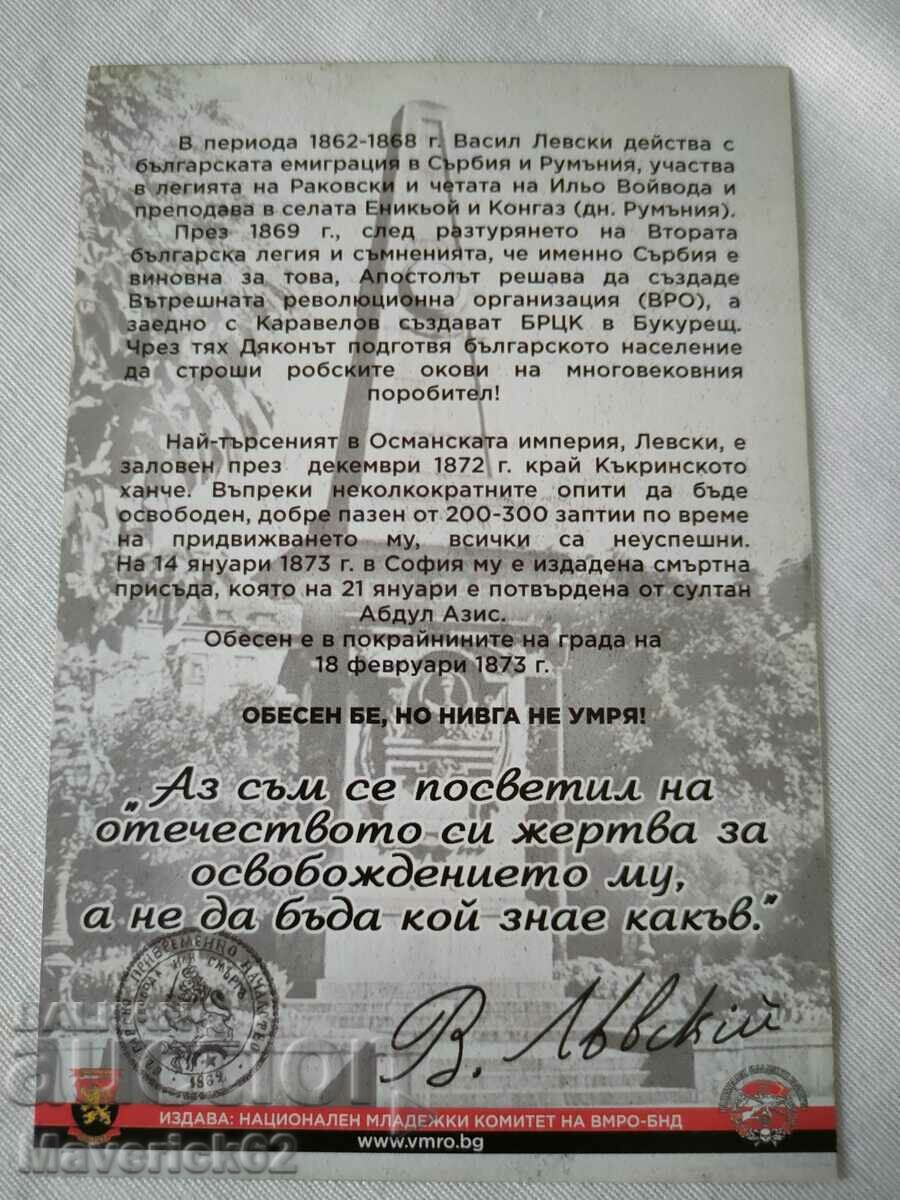 В периода 1862-1868 г. Васил Левски действа с
българската емиграция в Сърбия и Румъния, участва
в легията на Раковски и четата на Ильо Войвода и
преподава в селата Еникьой и Конгаз (дн. Румъния).
През 1869 г., след разтурянето на Втората
българска легия и съмненията, че именно Сърбия е
виновна за това, Апостолът решава да създаде
Вътрешната революционна организация (ВРО), а
заедно с Каравелов създават БРЦК в Букурещ.
Чрез тях Дяконът подготвя българското население
да строши робските окови на многовековния
поробител!
Най-търсеният в Османската империя, Левски, е
заловен през декември 1872 г. край Къкринското
ханче. Въпреки неколкократните опити да бъде
освободен, добре пазен от 200-300 заптии по време
на придвижването му, всички са неуспешни.
На 14 януари 1873 г. в София му е издадена смъртна
присъда, която на 21 януари е потвърдена от султан
Абдул Азис.
Обесен е в покрайнините на града на
18 февруари 1873 г.
ОБЕСЕН БЕ, НО НИВГА НЕ УМРЯ!
„Аз съм се посветил на
отечеството си жертва за
освобождението му,
а не да бъда кой знае какъв."
ПРИВРЕМЕННО
СВОБОДА ИЛИ СМЪРТЬ
В. Лѣвскій
ИЗДАВА: НАЦИОНАЛЕН МЛАДЕЖКИ КОМИТЕТ НА ВМРО-БНД
www.vmro.bg
auction
Maverick62